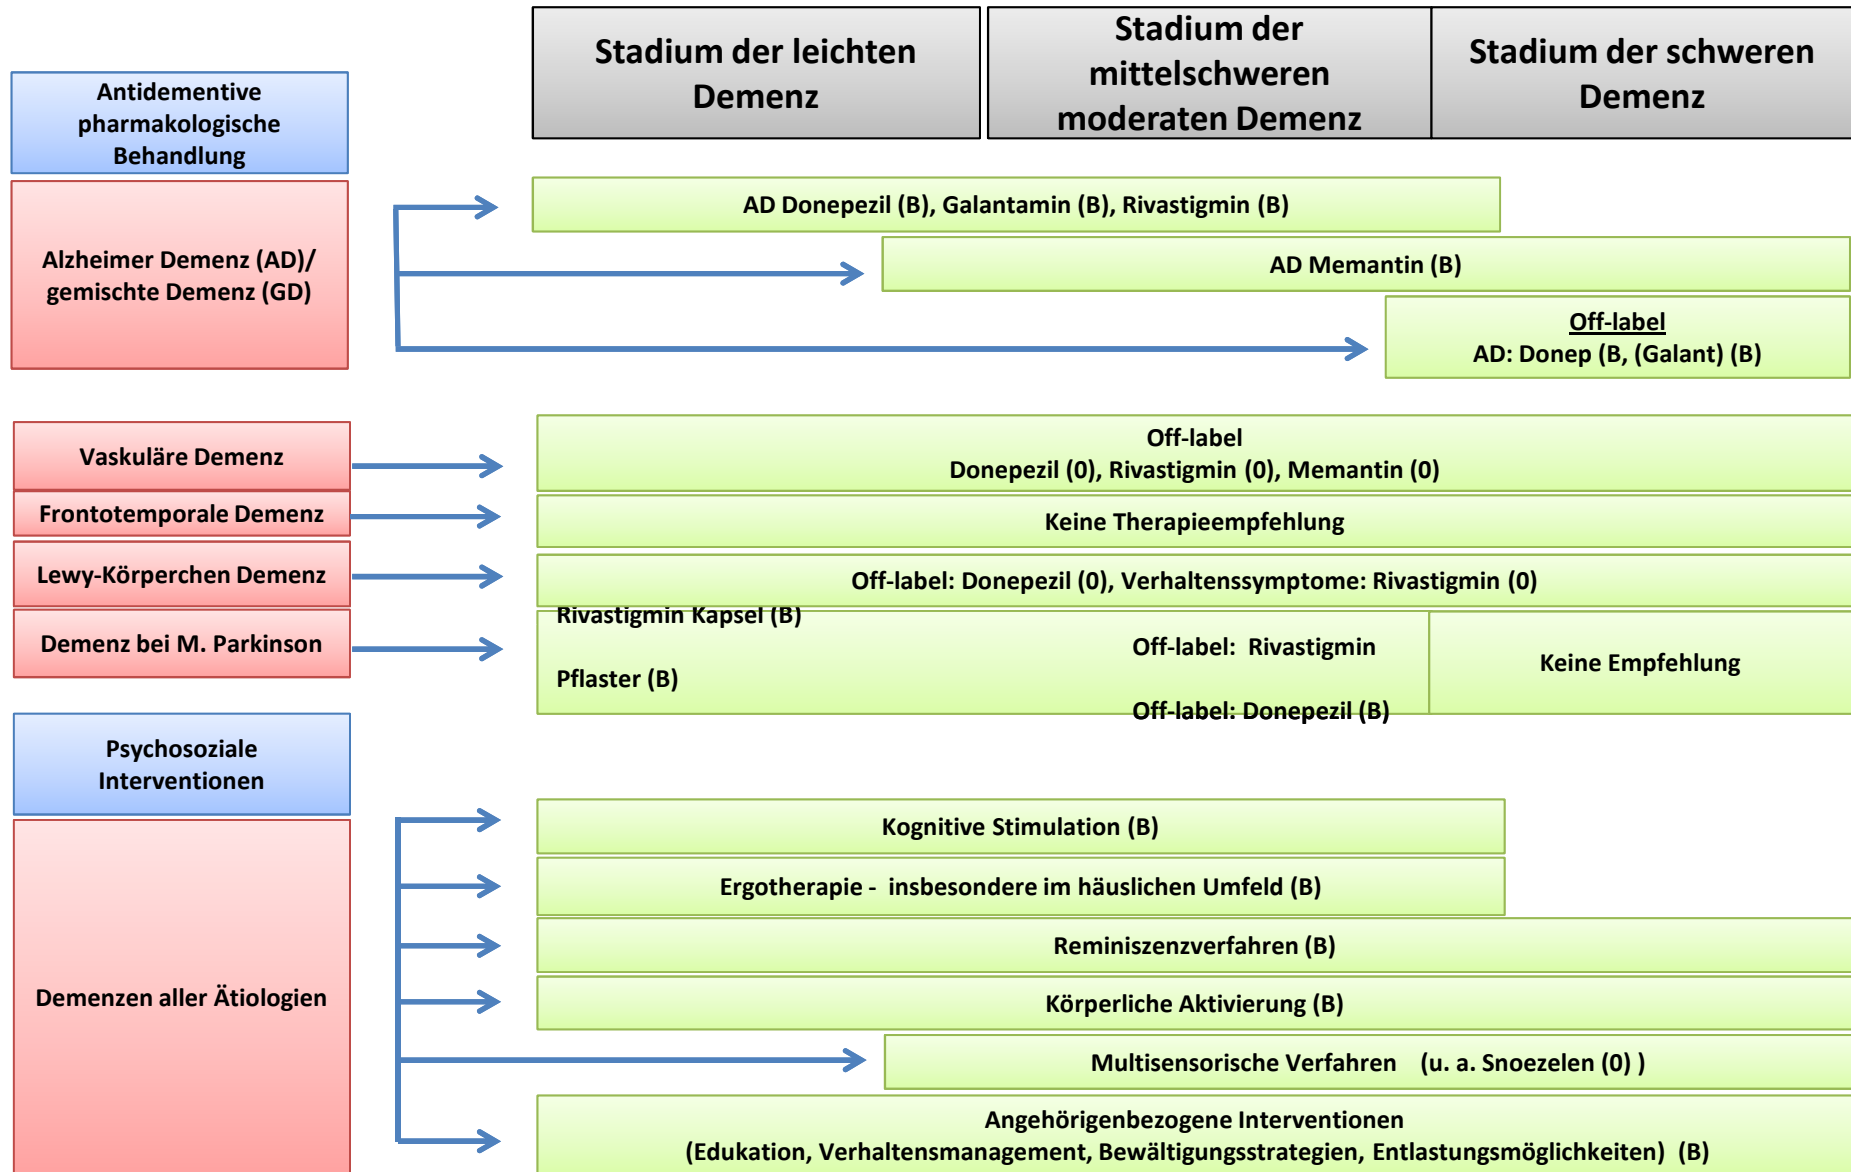 Stadium der leichten
Demenz
Stadium der
mittelschweren
moderaten Demenz
Stadium der schweren
Demenz
Antidementive
pharmakologische
Behandlung
Alzheimer Demenz (AD)/
gemischte Demenz (GD)
AD Donepezil (B), Galantamin (B), Rivastigmin (B)
AD Memantin (B)
Off-label
AD: Donep (B, (Galant) (B)
Vaskuläre Demenz
Off-label
Donepezil (0), Rivastigmin (0), Memantin (0)
Frontotemporale Demenz
Keine Therapieempfehlung
Lewy-Körperchen Demenz
Off-label: Donepezil (0), Verhaltenssymptome: Rivastigmin (0)
Demenz bei M. Parkinson
Rivastigmin Kapsel (B)
Off-label:  Rivastigmin
Pflaster (B)
Off-label: Donepezil (B)
Keine Empfehlung
Psychosoziale
Interventionen
Demenzen aller Ätiologien
Kognitive Stimulation (B)
Ergotherapie -  insbesondere im häuslichen Umfeld (B)
Reminiszenzverfahren (B)
Körperliche Aktivierung (B)
Multisensorische Verfahren    (u. a. Snoezelen (0) )
Angehörigenbezogene Interventionen
(Edukation, Verhaltensmanagement, Bewältigungsstrategien, Entlastungsmöglichkeiten)  (B)